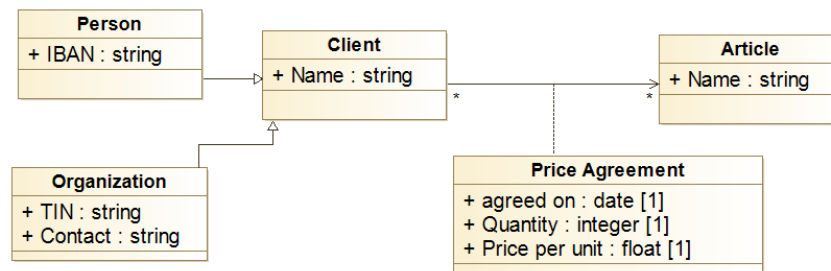 Person
+ IBAN : string
Client
+ Name : string
Article
+ Name : string
*
*
Organization
+ TIN : string
+ Contact : string
Price Agreement
+ agreed on : date [1]
+ Quantity : integer [1]
+ Price per unit : float [1]